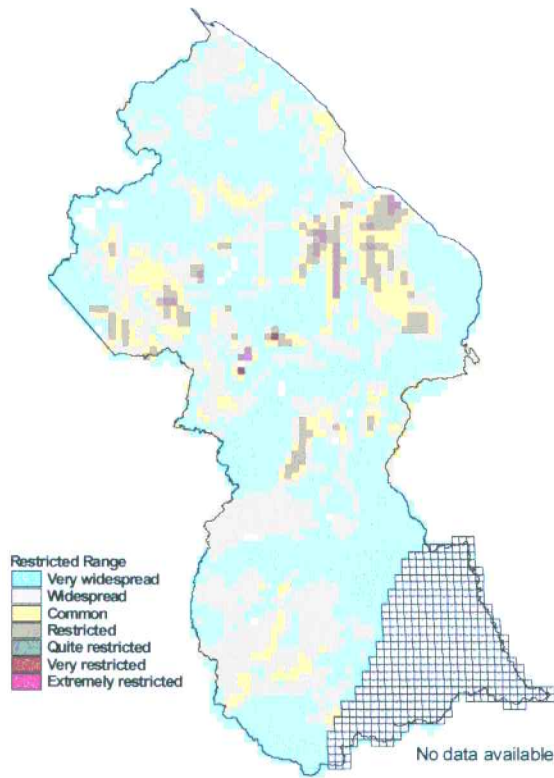 Restricted Range
Very widespread
Widespread
Common
Restricted
Quite restricted
Very restricted
Extremely restricted
No data available